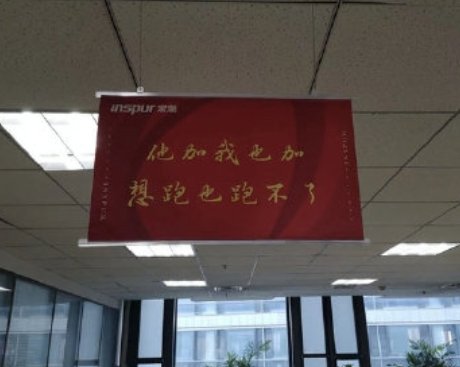 inspur 浪潮
他加我也加
想跑也跑不了